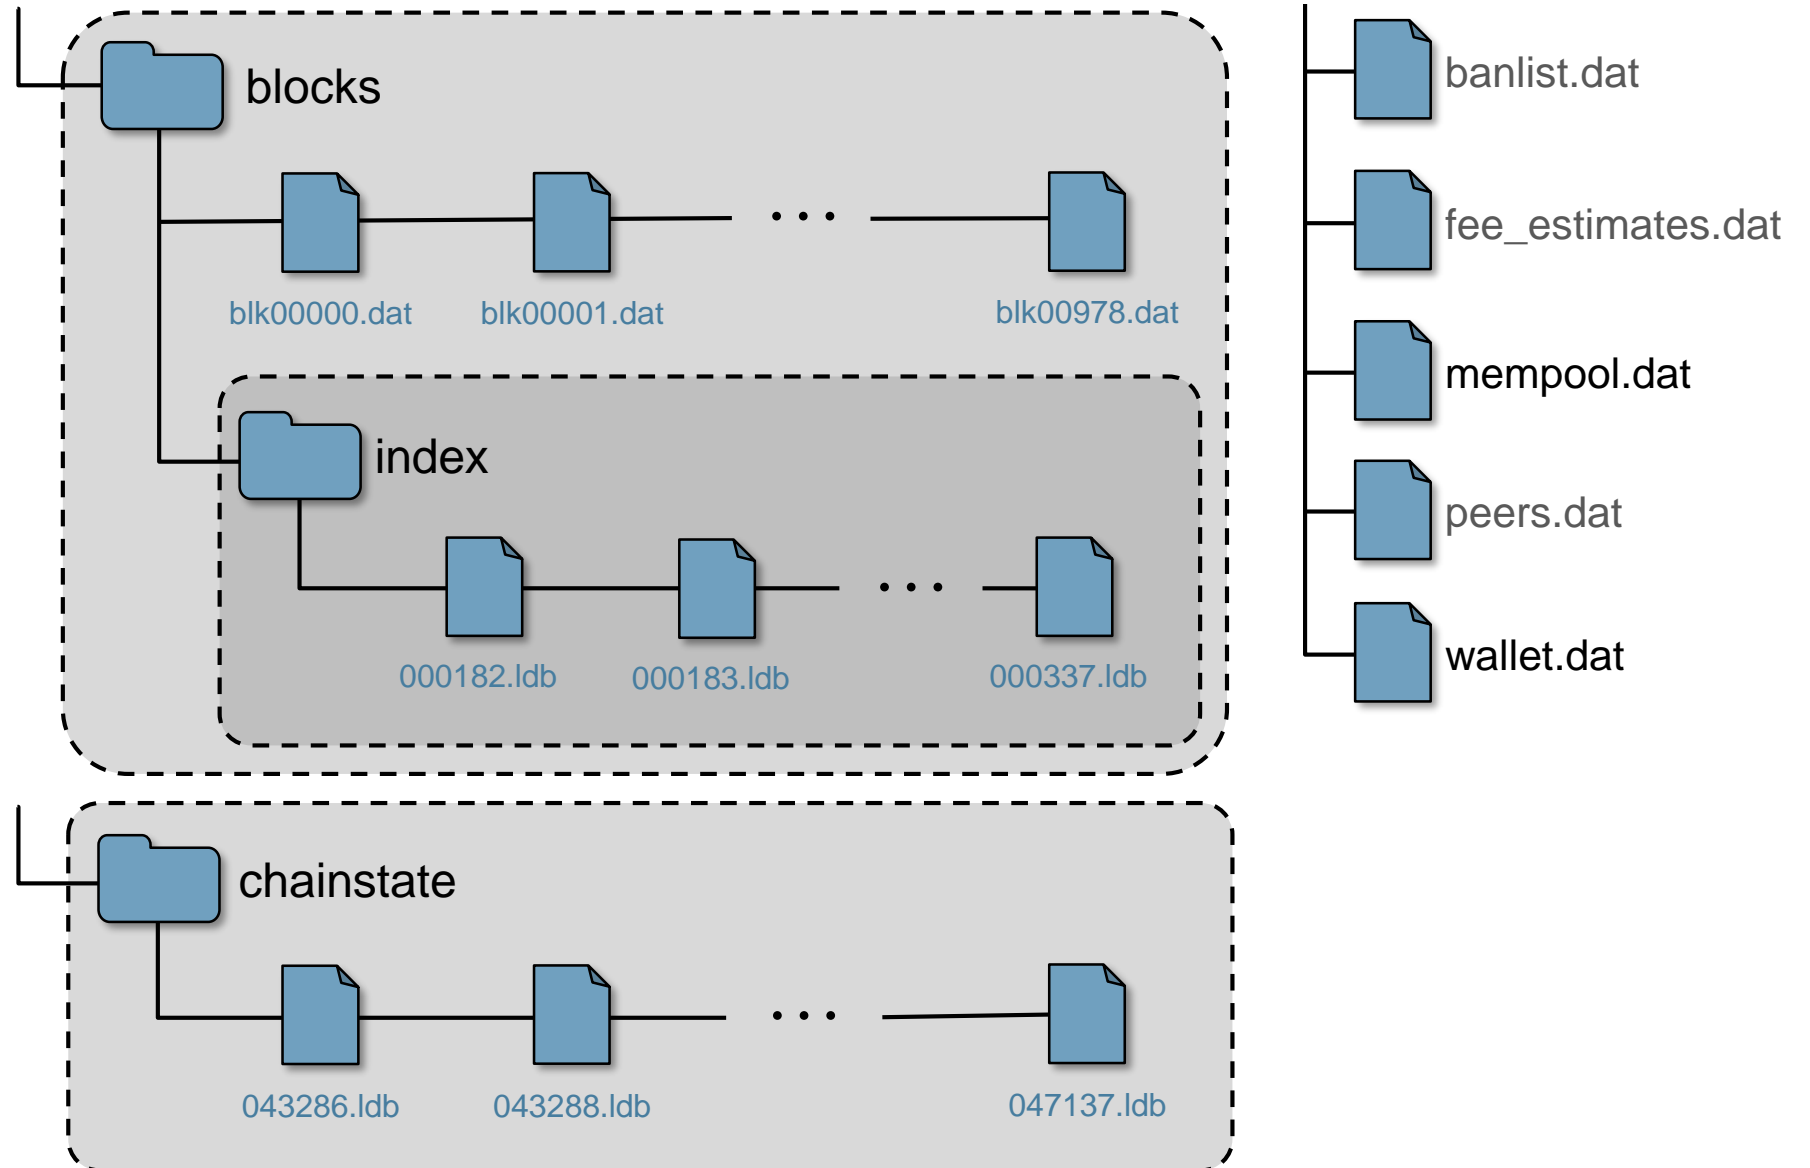 blocks
blk00000.dat
blk00001.dat
blk00978.dat
index
000182.ldb
000183.ldb
000337.ldb
chainstate
043286.ldb
043288.ldb
047137.ldb
banlist.dat
fee_estimates.dat
mempool.dat
peers.dat
wallet.dat